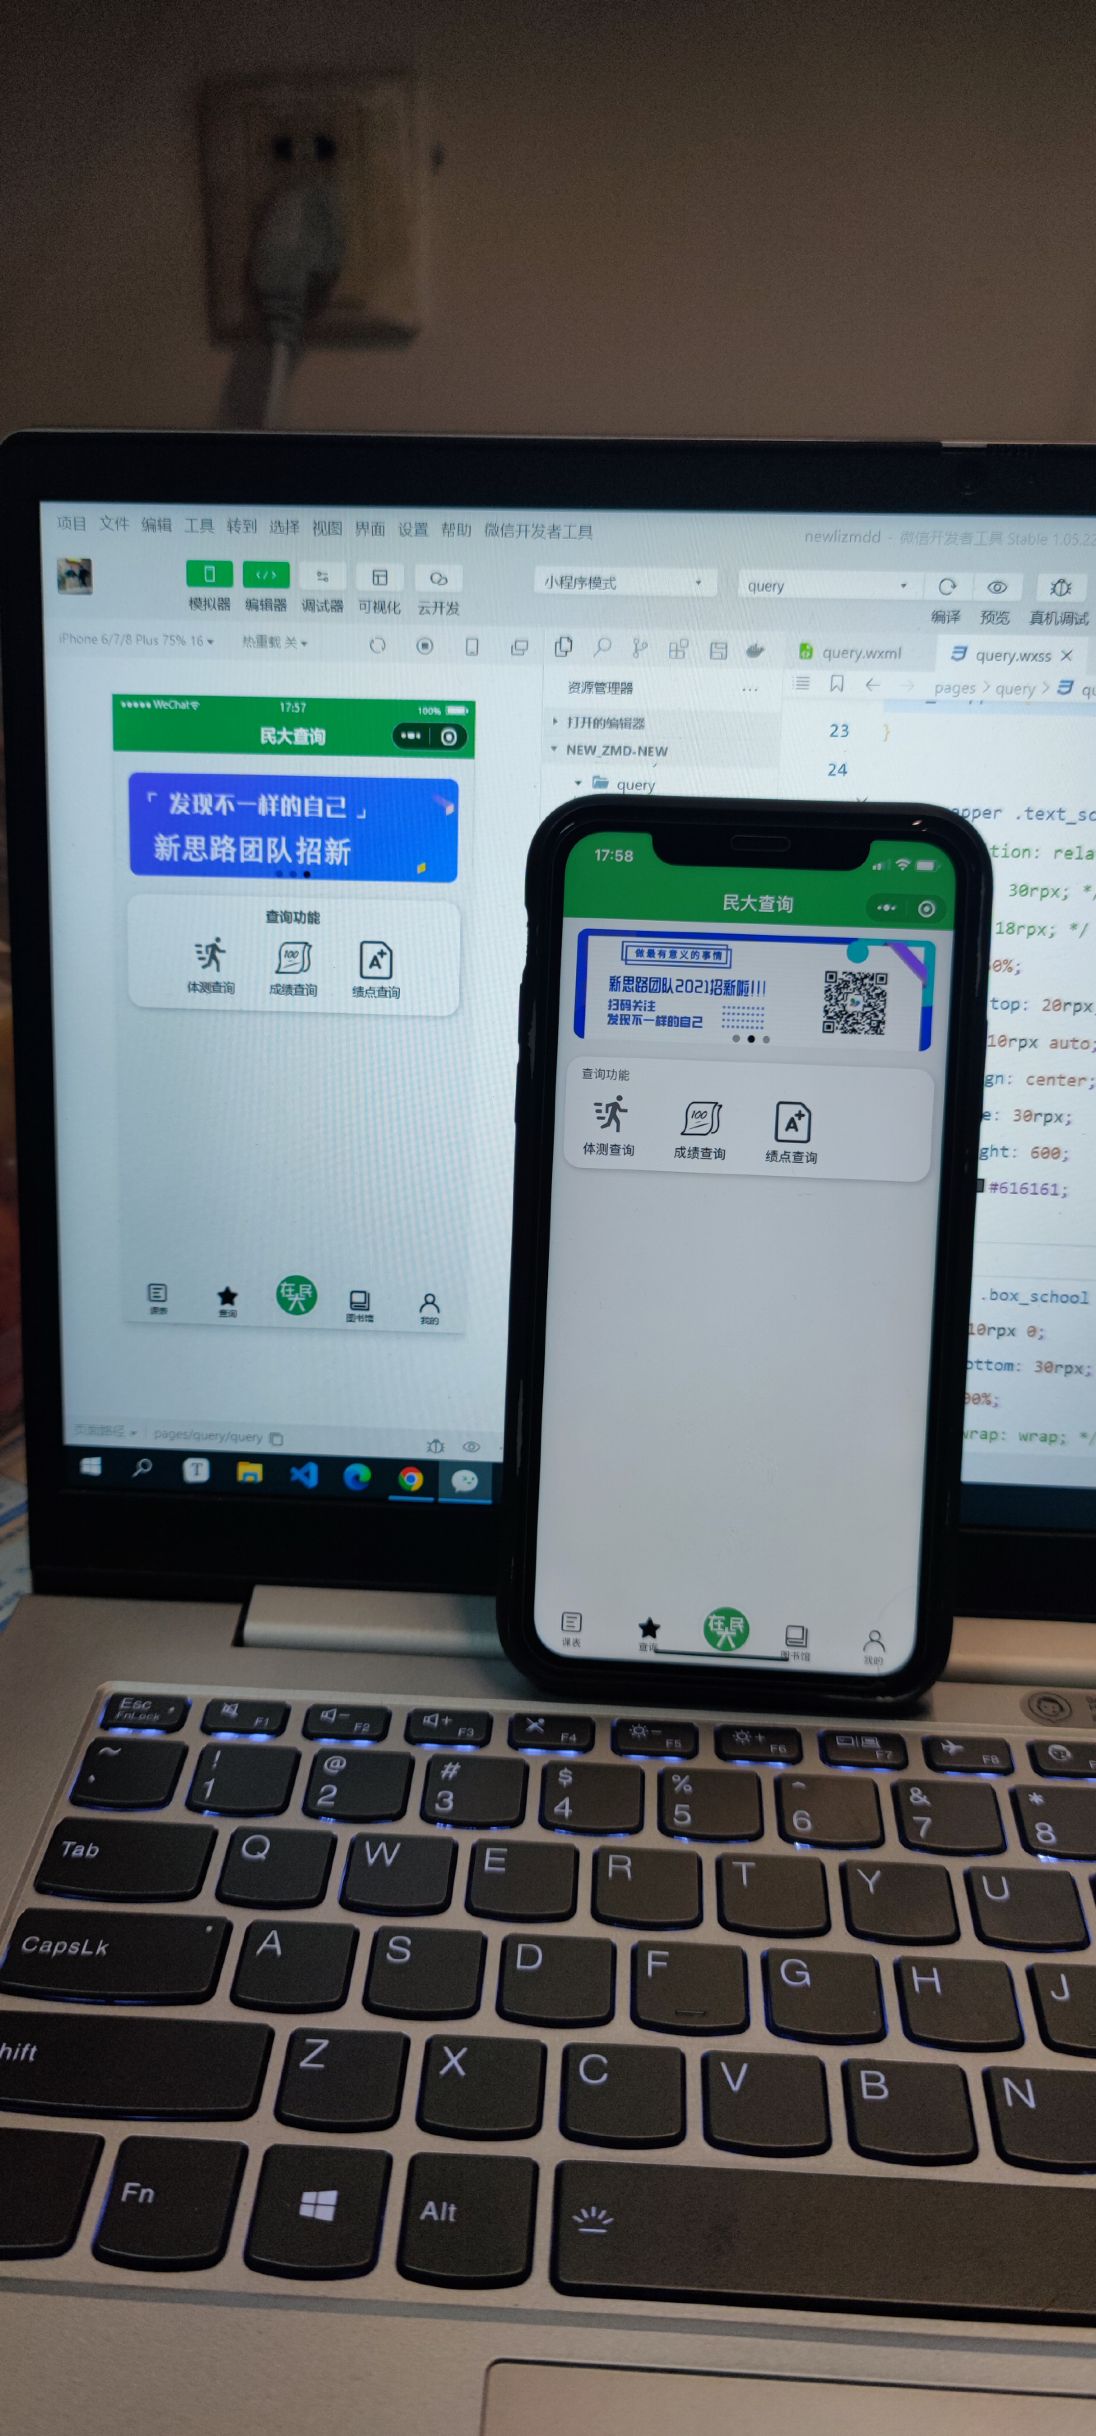 项目 文件 编辑 工具 转到 选择 视图 界面 设置 帮助 微信开发者工具
newlizmdd - 微信开发者工具 Stable 1.05.22
模拟器 编辑器 调试器 可视化 云开发
小程序模式
query
编译 预览 真机调试
iPhone 6/7/8 Plus 75% 16
热重载 关
资源管理器
打开的编辑器
NEW_ZMD-NEW
query
query.wxml
query.wxss
pages > query >
23 }
24
apper .text_sc
tion: rela
30rpx; */
18rpx; */
0%;
top: 20rpx
10rpx auto;
gn: center;
e: 30rpx;
ght: 600;
#616161;
.box_school
10rpx 0;
ottom: 30rpx;
00%;
wrap: wrap; */
WeChat
17:57
100%
民大查询
「 发现不一样的自己 」
新思路团队招新
查询功能
体测查询 成绩查询 绩点查询
课表 查询 在民大 图书馆 我的
页面路径
pages/query/query
17:58
民大查询
做最有意义的事情
新思路团队2021招新啦!!!
扫码关注
发现不一样的自己
查询功能
体测查询 成绩查询 绩点查询
课表 查询 在民大 图书馆 我的
Esc FnLock F1 F2 F3 F4 F5 F6 F7 F8
~ ! @ # $ % ^ & *
1 2 3 4 5 6 7 8
Tab Q W E R T Y U
CapsLk A S D F G H J
hift Z X C V B N
Fn Alt